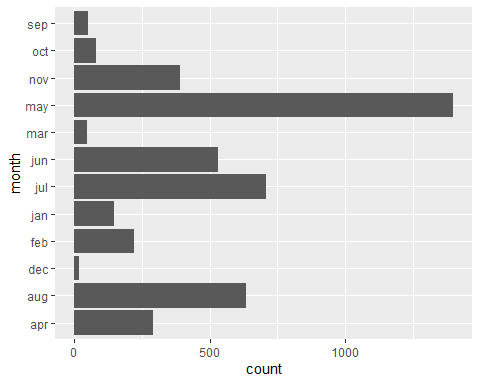 sep
oct
nov
may
mar
jun
jul
jan
feb
dec
aug
apr
month
0 500 1000
count